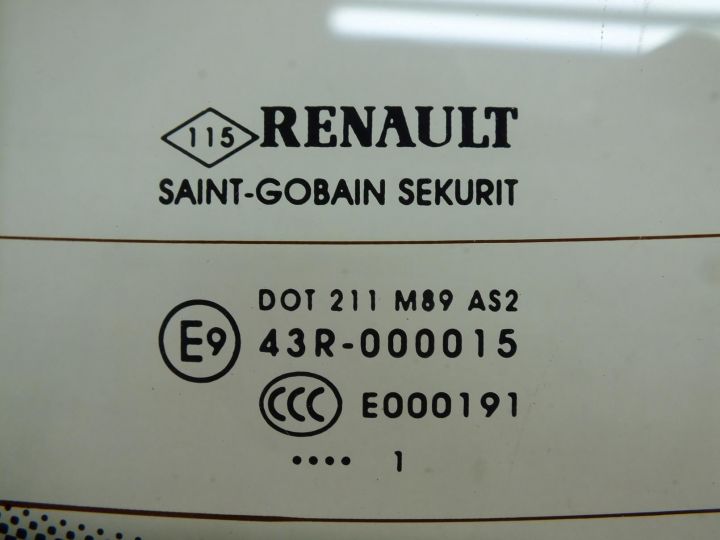 115 RENAULT
SAINT-GOBAIN SEKURIT
DOT 211 M89 AS2
E9 43R-000015
CCC E000191
•••• 1